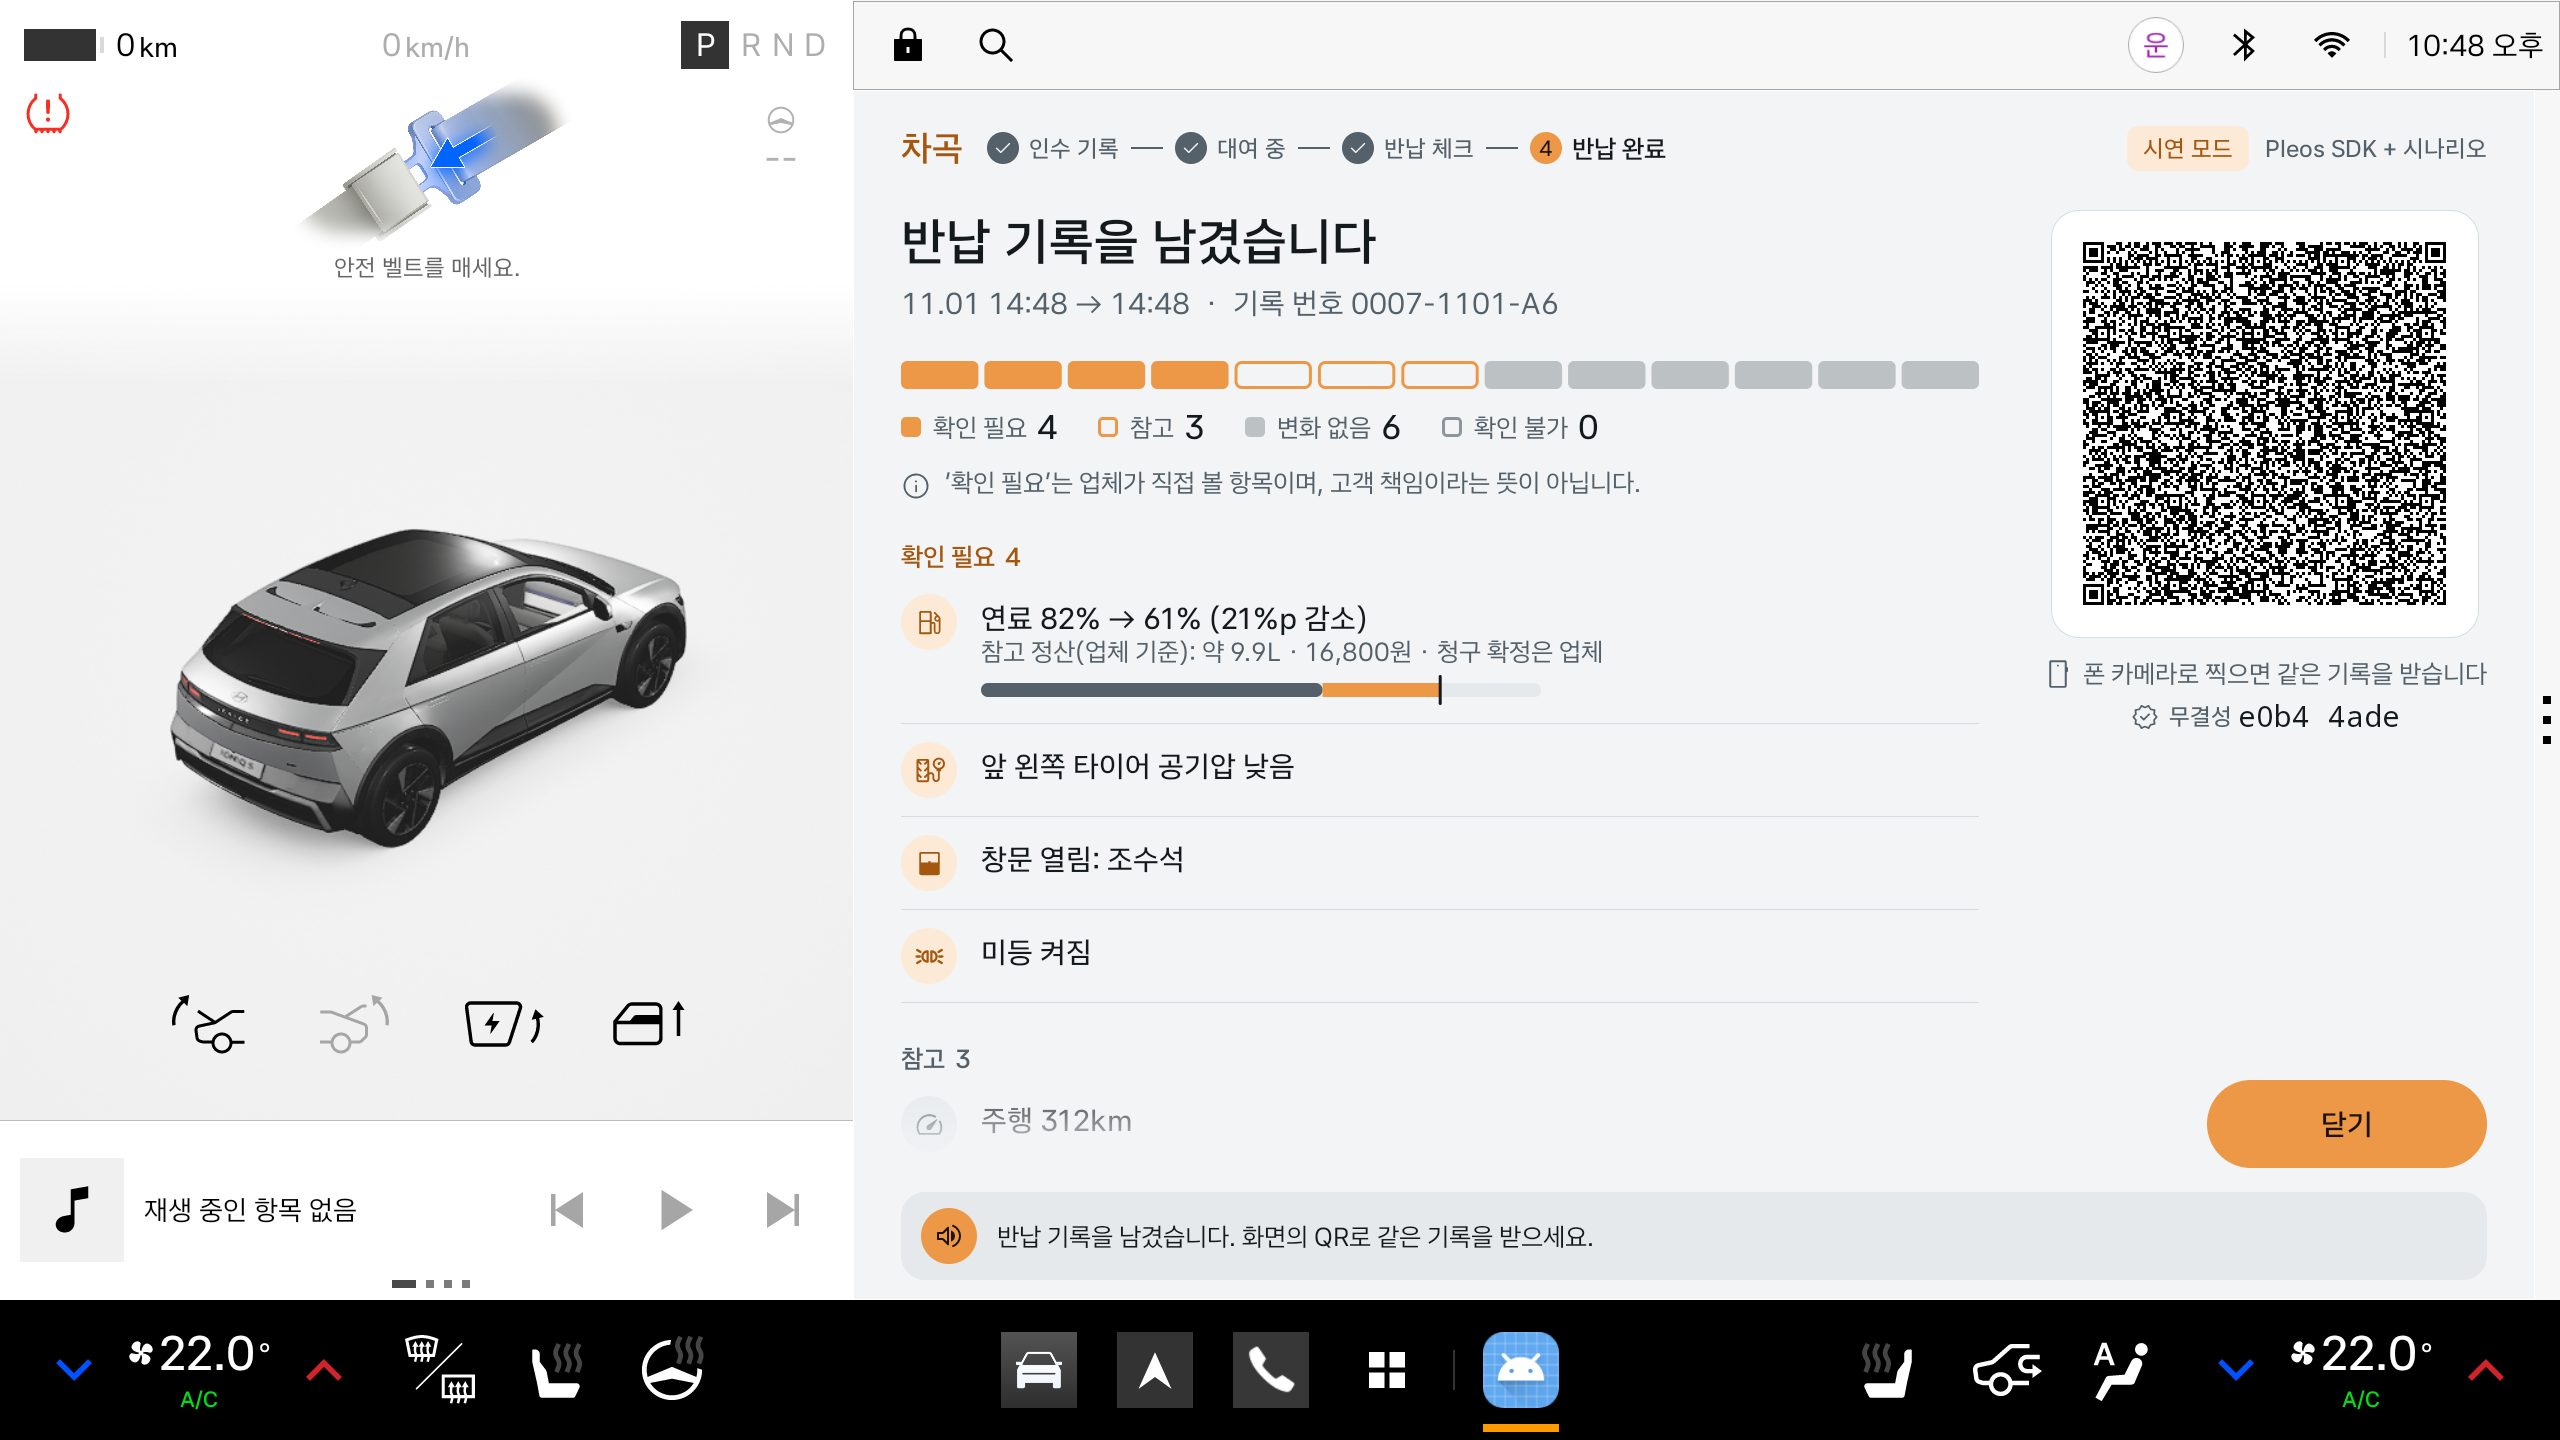 0 km
0 km/h
P R N D
안전 벨트를 매세요.
재생 중인 항목 없음
운
10:48 오후
차곡
인수 기록
대여 중
반납 체크
4 반납 완료
시연 모드
Pleos SDK + 시나리오
반납 기록을 남겼습니다
11.01 14:48 → 14:48 · 기록 번호 0007-1101-A6
확인 필요 4
참고 3
변화 없음 6
확인 불가 0
'확인 필요'는 업체가 직접 볼 항목이며, 고객 책임이라는 뜻이 아닙니다.
확인 필요 4
연료 82% → 61% (21%p 감소)
참고 정산(업체 기준): 약 9.9L · 16,800원 · 청구 확정은 업체
앞 왼쪽 타이어 공기압 낮음
창문 열림: 조수석
미등 켜짐
참고 3
주행 312km
폰 카메라로 찍으면 같은 기록을 받습니다
무결성 e0b4 4ade
닫기
반납 기록을 남겼습니다. 화면의 QR로 같은 기록을 받으세요.
22.0°
A/C
A
22.0°
A/C